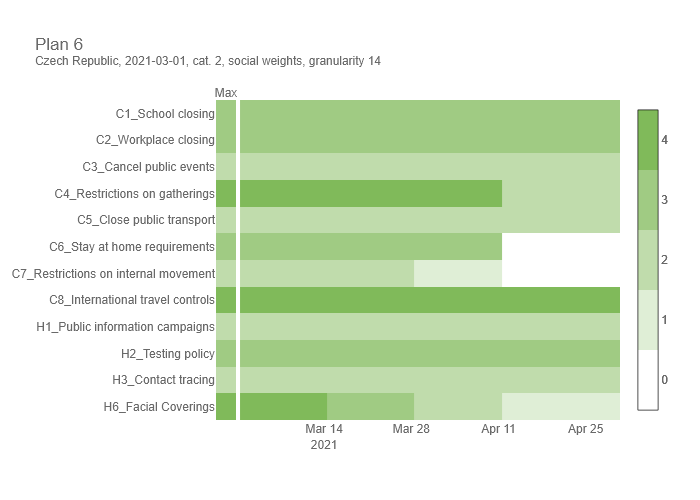 Plan 6
Czech Republic, 2021-03-01, cat. 2, social weights, granularity 14
Max
C1_School closing
C2_Workplace closing
C3_Cancel public events
C4_Restrictions on gatherings
C5_Close public transport
C6_Stay at home requirements
C7_Restrictions on internal movement
C8_International travel controls
H1_Public information campaigns
H2_Testing policy
H3_Contact tracing
H6_Facial Coverings
Mar 14 Mar 28 Apr 11 Apr 25
2021
4
3
2
1
0